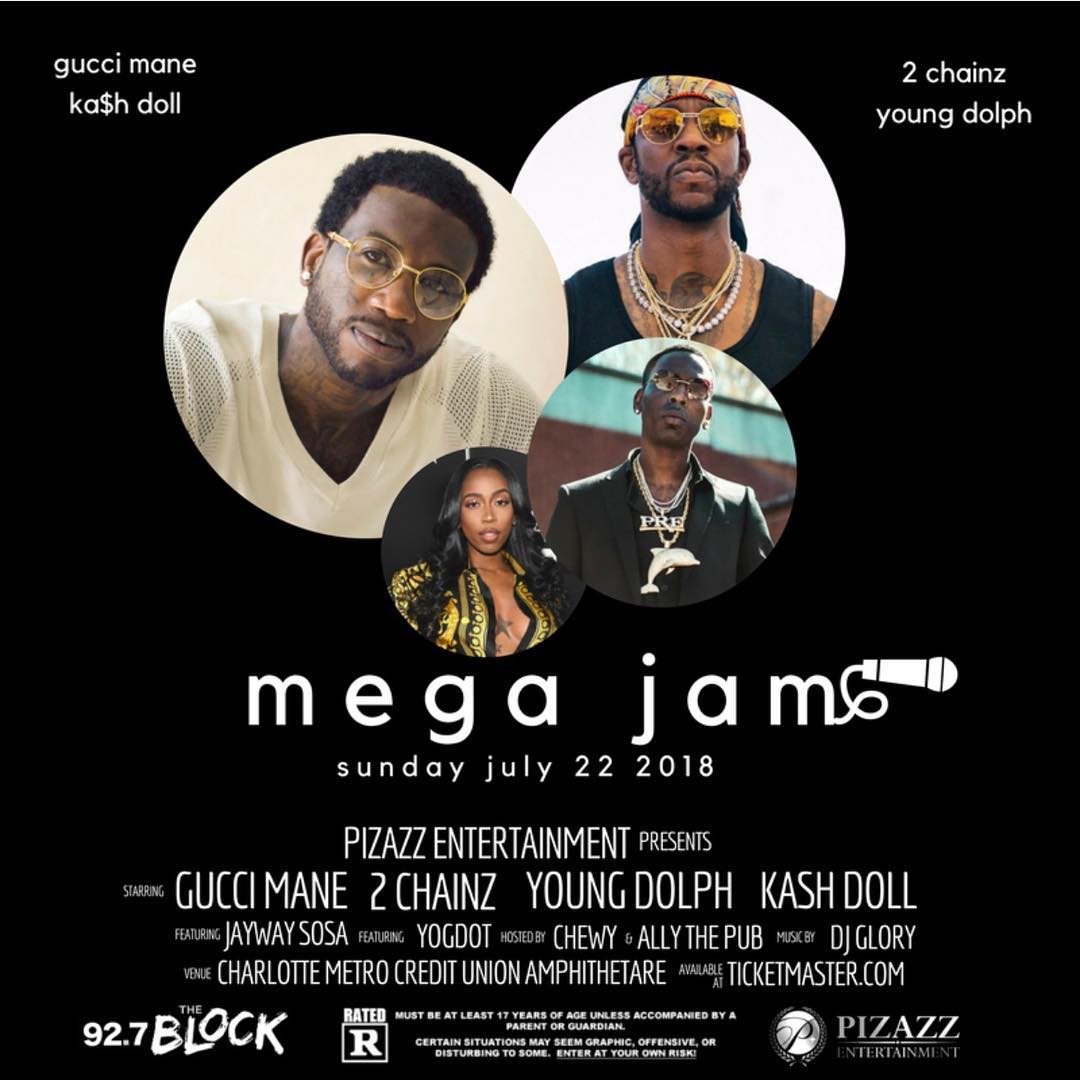 gucci mane
ka$h doll
2 chainz
young dolph
PRE
mega jam
sunday july 22 2018
PIZAZZ ENTERTAINMENT PRESENTS
STARRING GUCCI MANE 2 CHAINZ YOUNG DOLPH KASH DOLL
FEATURING JAYWAY SOSA FEATURING YOGDOT HOSTED BY CHEWY & ALLY THE PUB MUSIC BY DJ GLORY
VENUE CHARLOTTE METRO CREDIT UNION AMPHITHETARE AVAILABLE AT TICKETMASTER.COM
92.7 THE BLOCK
RATED
R
MUST BE AT LEAST 17 YEARS OF AGE UNLESS ACCOMPANIED BY A
PARENT OR GUARDIAN.
CERTAIN SITUATIONS MAY SEEM GRAPHIC, OFFENSIVE, OR
DISTURBING TO SOME. ENTER AT YOUR OWN RISK!
P
PIZAZZ
ENTERTAINMENT